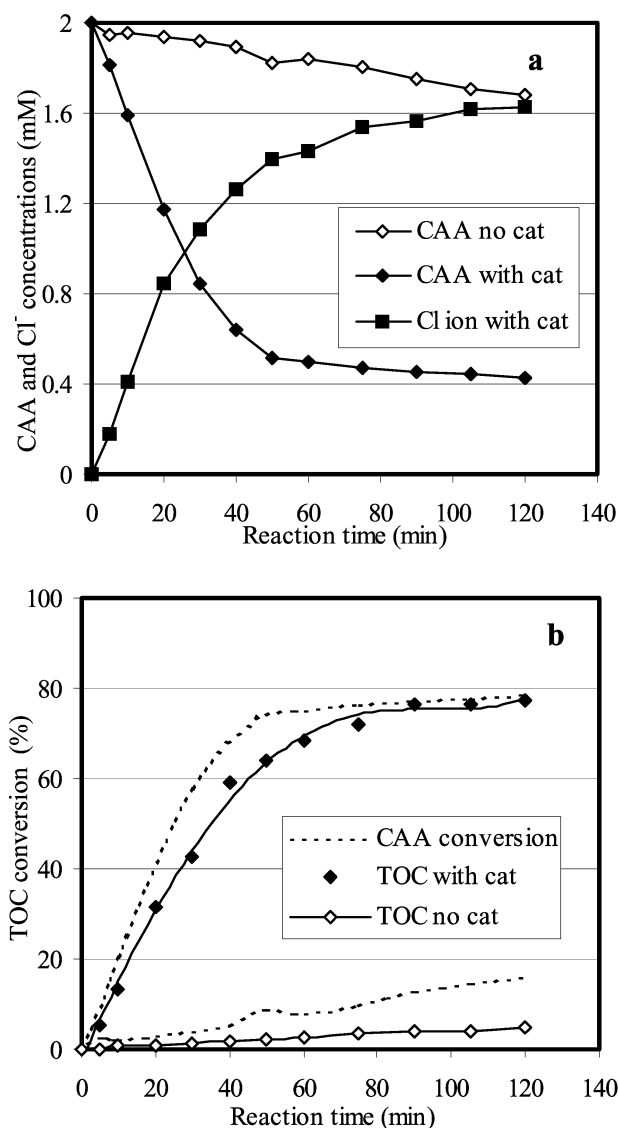 2
1.6
1.2
0.8
0.4
0
CAA and Cl⁻ concentrations (mM)
a
CAA no cat
CAA with cat
Cl ion with cat
0 20 40 60 80 100 120 140
Reaction time (min)
100
80
60
40
20
0
TOC conversion (%)
b
CAA conversion
TOC with cat
TOC no cat
0 20 40 60 80 100 120 140
Reaction time (min)